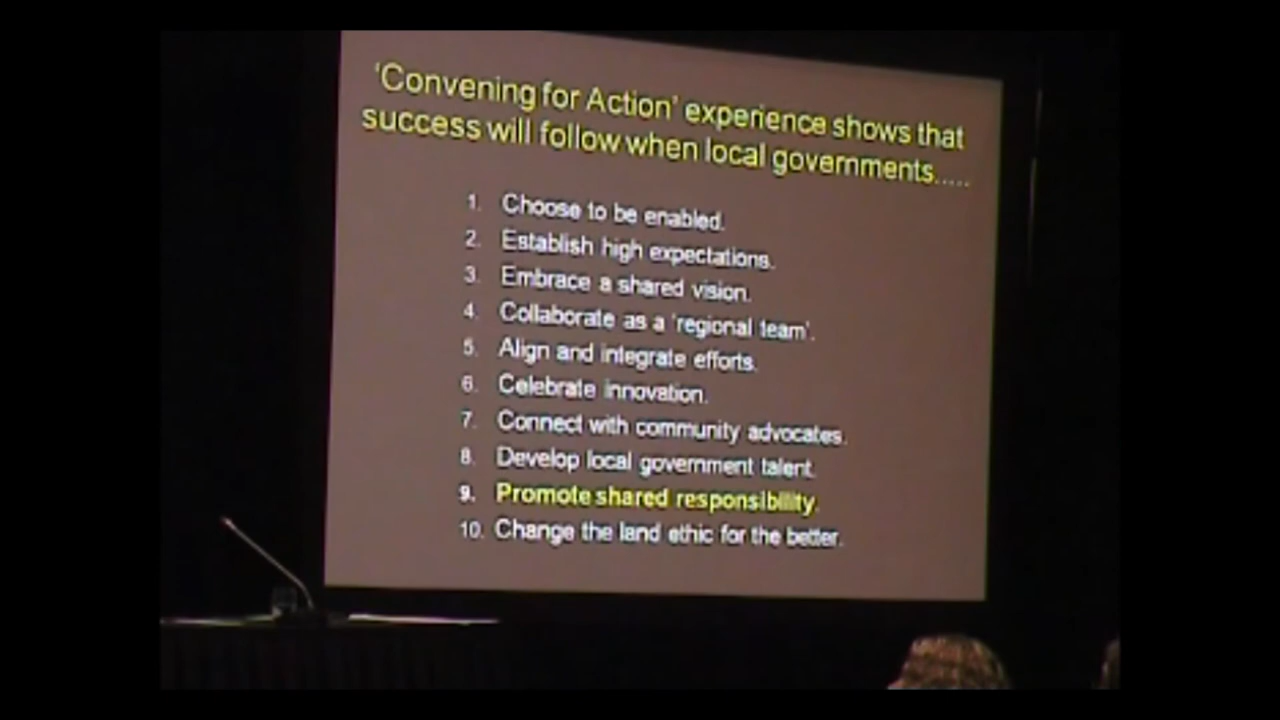 ‘Convening for Action’ experience shows that
success will follow when local governments.....
1. Choose to be enabled.
2. Establish high expectations.
3. Embrace a shared vision.
4. Collaborate as a ‘regional team’.
5. Align and integrate efforts.
6. Celebrate innovation.
7. Connect with community advocates.
8. Develop local government talent.
9. Promote shared responsibility.
10. Change the land ethic for the better.